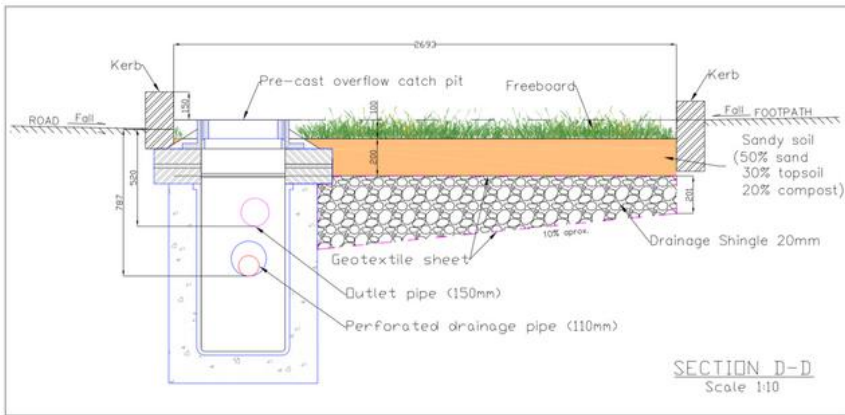 2693
Kerb
Pre-cast overflow catch pit
Freeboard
Kerb
150
100
ROAD
Fall
Fall
FOOTPATH
Sandy soil
(50% sand
30% topsoil
20% compost)
200
520
787
201
10% aprox.
Drainage Shingle 20mm
Geotextile sheet
Outlet pipe (150mm)
Perforated drainage pipe (110mm)
SECTION D-D
Scale 1:10